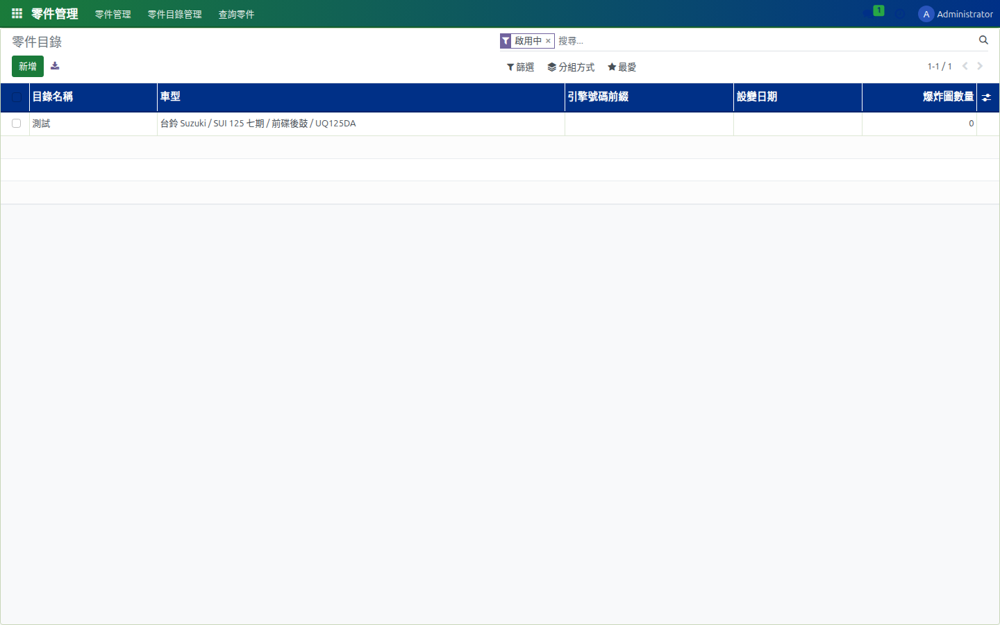 零件管理 零件管理 零件目錄管理 查詢零件 1 A Administrator
零件目錄 啟用中 × 搜尋...
新增 篩選 分組方式 最愛 1-1 / 1
目錄名稱 車型 引擎號碼前綴 設變日期 爆炸圖數量
測試 台鈴 Suzuki / SUI 125 七期 / 前碟後鼓 / UQ125DA 0